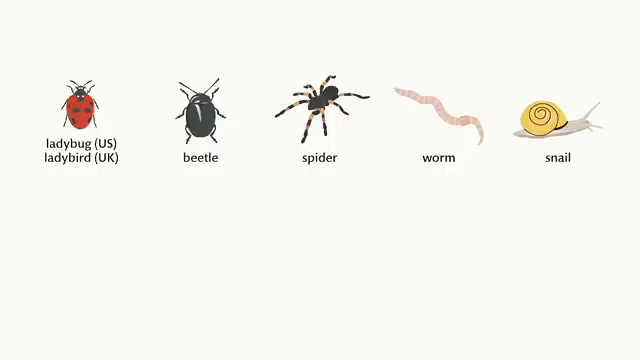 ladybug (US)
ladybird (UK)
beetle
spider
worm
snail